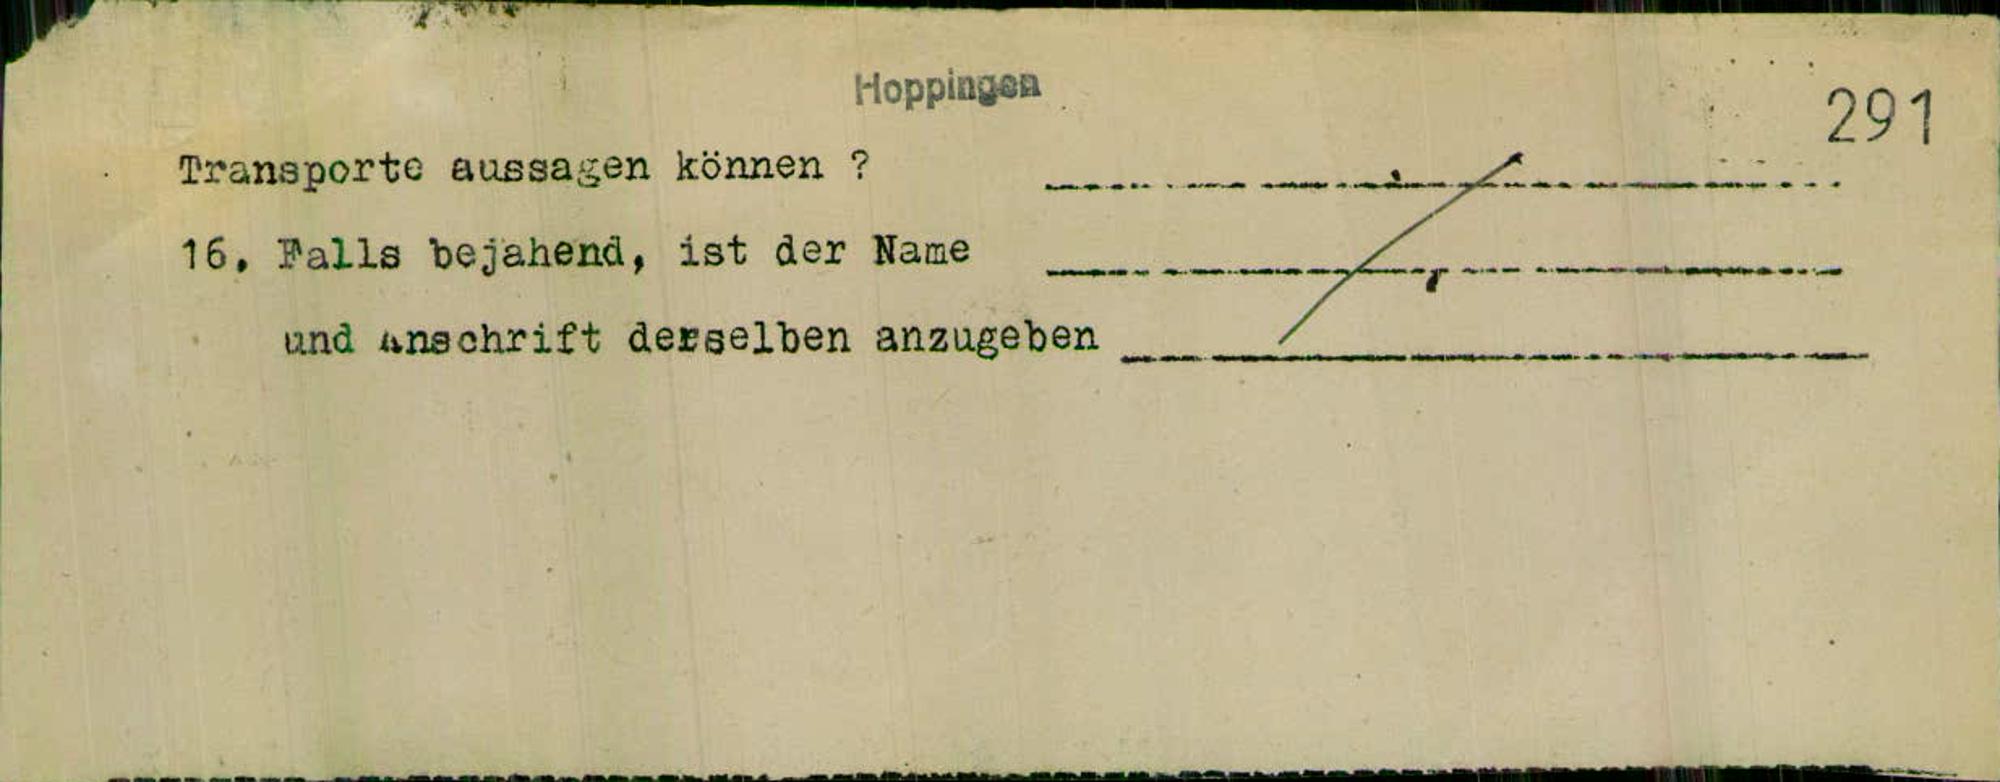 Hoppingen
291
Transporte aussagen können ?
16. Falls bejahend, ist der Name
und Anschrift derselben anzugeben